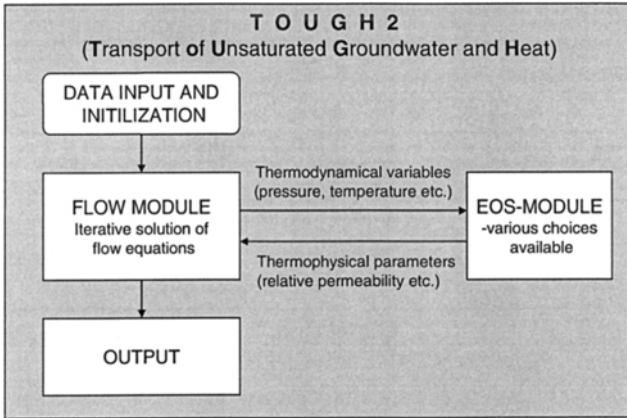 T O U G H 2
(Transport of Unsaturated Groundwater and Heat)
DATA INPUT AND
INITILIZATION
Thermodynamical variables
(pressure, temperature etc.)
FLOW MODULE
Iterative solution of
flow equations
EOS-MODULE
-various choices
available
Thermophysical parameters
(relative permeability etc.)
OUTPUT